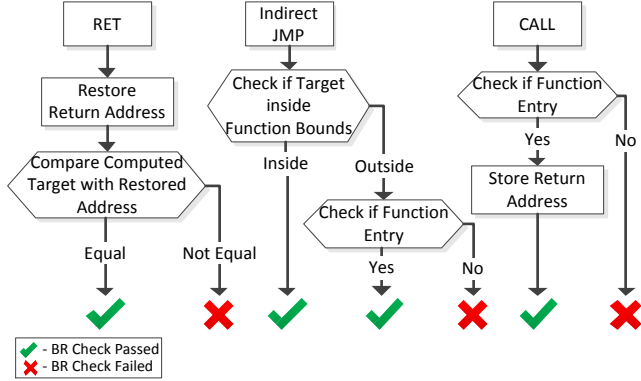 RET
Restore
Return Address
Compare Computed
Target with Restored
Address
Equal
Not Equal
Indirect
JMP
Check if Target
inside
Function Bounds
Inside
Outside
Check if Function
Entry
Yes
No
CALL
Check if Function
Entry
Yes
No
Store Return
Address
- BR Check Passed
- BR Check Failed